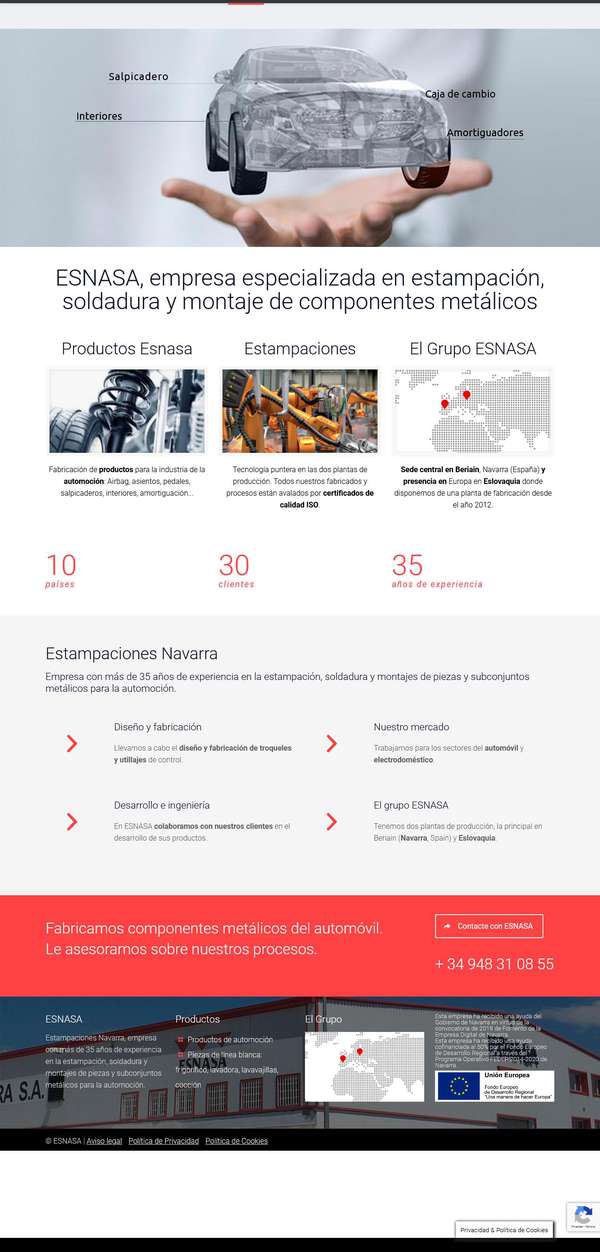 Salpicadero
Caja de cambio
Interiores
Amortiguadores
ESNASA, empresa especializada en estampación,
soldadura y montaje de componentes metálicos
Productos Esnasa
Fabricación de productos para la industria de la
automoción: Airbag, asientos, pedales,
salpicaderos, interiores, amortiguación...
Estampaciones
Tecnología puntera en las dos plantas de
producción. Todos nuestros fabricados y
procesos están avalados por certificados de
calidad ISO.
El Grupo ESNASA
Sede central en Beriain, Navarra (España) y
presencia en Europa en Eslovaquia donde
disponemos de una planta de fabricación desde
el año 2012.
10
países
30
clientes
35
años de experiencia
Estampaciones Navarra
Empresa con más de 35 años de experiencia en la estampación, soldadura y montajes de piezas y subconjuntos
metálicos para la automoción.
Diseño y fabricación
Llevamos a cabo el diseño y fabricación de troqueles
y utillajes de control.
Nuestro mercado
Trabajamos para los sectores del automóvil y
electrodoméstico.
Desarrollo e ingeniería
En ESNASA colaboramos con nuestros clientes en el
desarrollo de sus productos.
El grupo ESNASA
Tenemos dos plantas de producción, la principal en
Beriain (Navarra, Spain) y Eslovaquia.
Fabricamos componentes metálicos del automóvil.
Le asesoramos sobre nuestros procesos.
Contacte con ESNASA
+ 34 948 31 08 55
ESNASA
Estampaciones Navarra, empresa
con más de 35 años de experiencia
en la estampación, soldadura y
montajes de piezas y subconjuntos
metálicos para la automoción.
RA S.A.
Productos
Productos de automoción
Piezas de línea blanca:
frigorífico, lavadora, lavavajillas,
cocción
El Grupo
Esta empresa ha recibido una ayuda del
Gobierno de Navarra en virtud de la
convocatoria de 2019 de Fomento de la
Empresa Digital de Navarra.
Esta empresa ha recibido una ayuda
cofinanciada al 50% por el Fondo Europeo
de Desarrollo Regional a través del
Programa Operativo FEDER 2014-2020 de
Navarra.
Unión Europea
Fondo Europeo
de Desarrollo Regional
"Una manera de hacer Europa"
© ESNASA | Aviso legal Política de Privacidad Política de Cookies
Privacidad & Política de Cookies